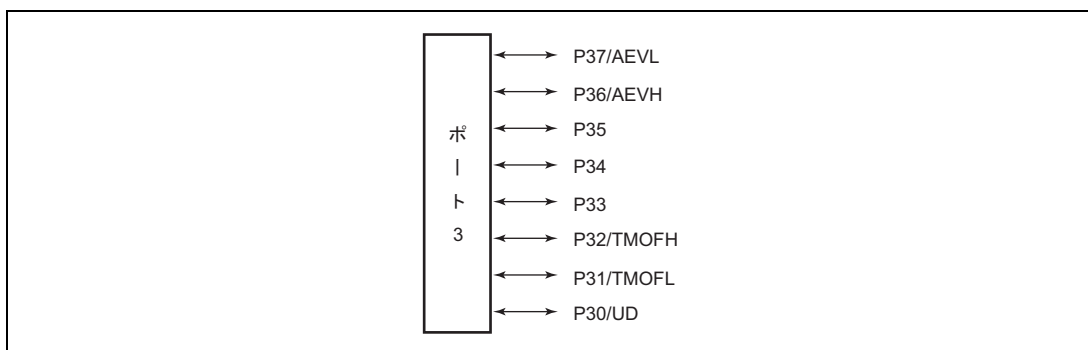 ポート3
P37/AEVL
P36/AEVH
P35
P34
P33
P32/TMOFH
P31/TMOFL
P30/UD